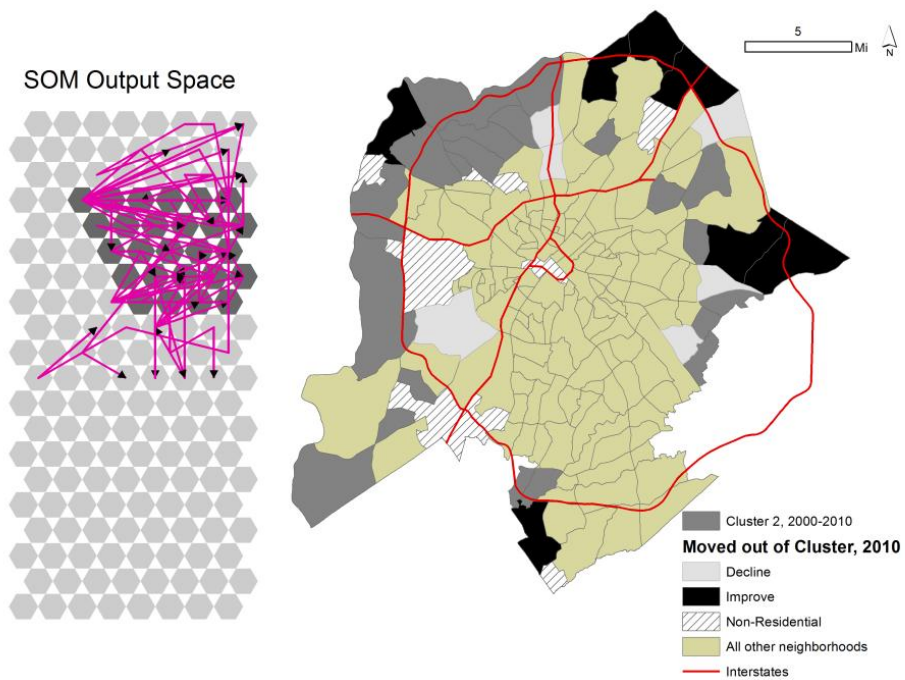 SOM Output Space
5
Mi
N
Cluster 2, 2000-2010
Moved out of Cluster, 2010
Decline
Improve
Non-Residential
All other neighborhoods
Interstates